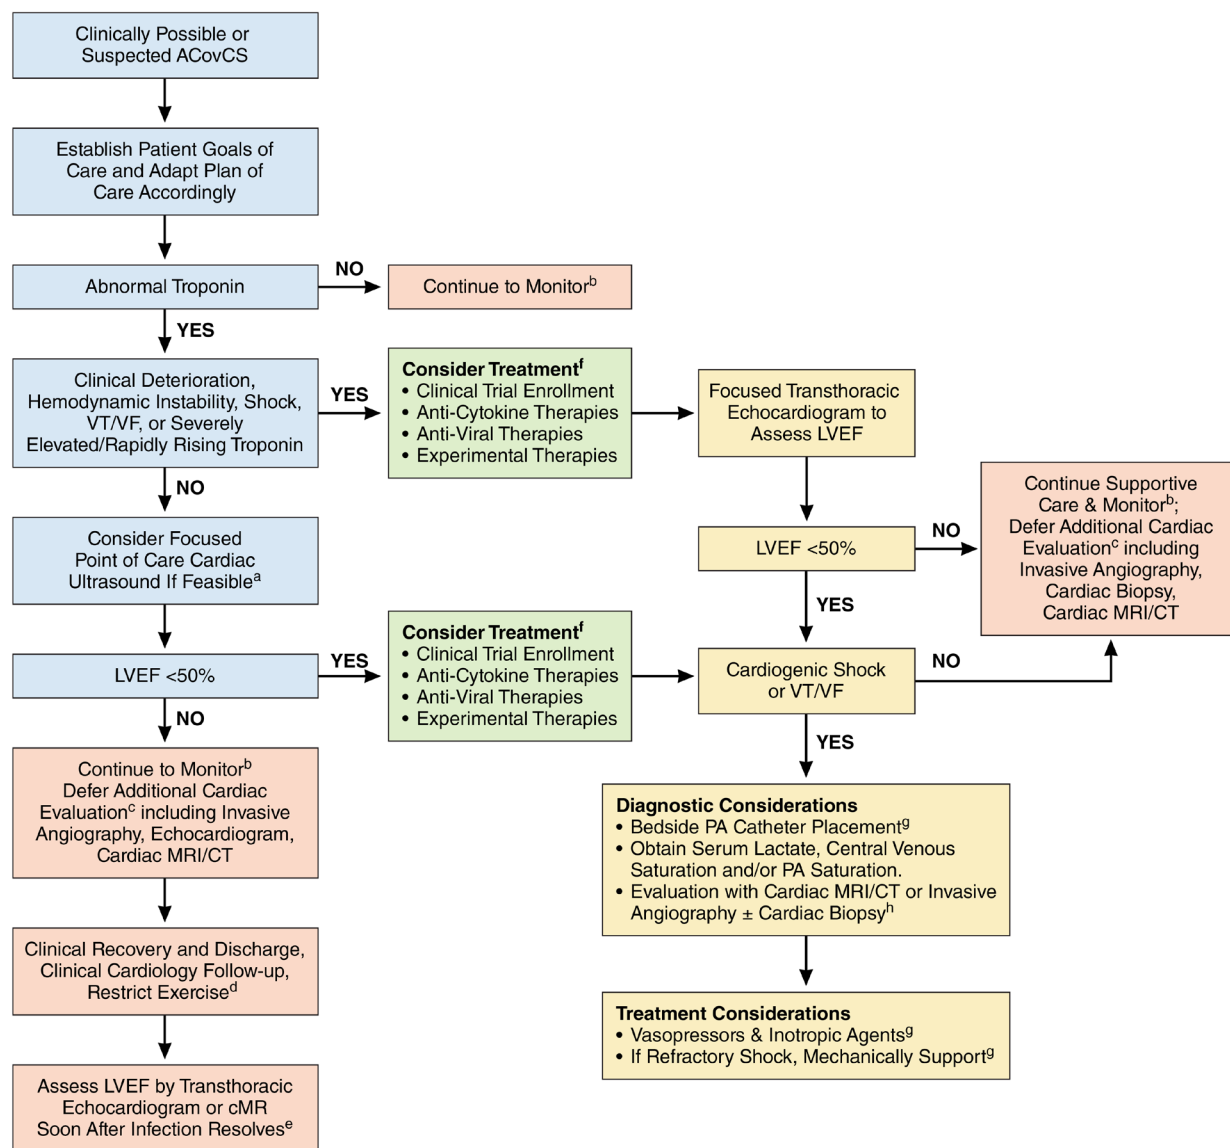 Clinically Possible or
Suspected ACovCS
Establish Patient Goals of
Care and Adapt Plan of
Care Accordingly
Abnormal Troponin
NO
Continue to Monitorᵇ
YES
Clinical Deterioration,
Hemodynamic Instability, Shock,
VT/VF, or Severely
Elevated/Rapidly Rising Troponin
YES
Consider Treatmentᶠ
• Clinical Trial Enrollment
• Anti-Cytokine Therapies
• Anti-Viral Therapies
• Experimental Therapies
Focused Transthoracic
Echocardiogram to
Assess LVEF
NO
Consider Focused
Point of Care Cardiac
Ultrasound If Feasibleᵃ
LVEF <50%
NO
Continue Supportive
Care & Monitorᵇ;
Defer Additional Cardiac
Evaluationᶜ including
Invasive Angiography,
Cardiac Biopsy,
Cardiac MRI/CT
YES
LVEF <50%
YES
Consider Treatmentᶠ
• Clinical Trial Enrollment
• Anti-Cytokine Therapies
• Anti-Viral Therapies
• Experimental Therapies
Cardiogenic Shock
or VT/VF
NO
NO
YES
Continue to Monitorᵇ
Defer Additional Cardiac
Evaluationᶜ including Invasive
Angiography, Echocardiogram,
Cardiac MRI/CT
Diagnostic Considerations
• Bedside PA Catheter Placementᵍ
• Obtain Serum Lactate, Central Venous
Saturation and/or PA Saturation.
• Evaluation with Cardiac MRI/CT or Invasive
Angiography ± Cardiac Biopsyʰ
Clinical Recovery and Discharge,
Clinical Cardiology Follow-up,
Restrict Exerciseᵈ
Treatment Considerations
• Vasopressors & Inotropic Agentsᵍ
• If Refractory Shock, Mechanically Supportᵍ
Assess LVEF by Transthoracic
Echocardiogram or cMR
Soon After Infection Resolvesᵉ